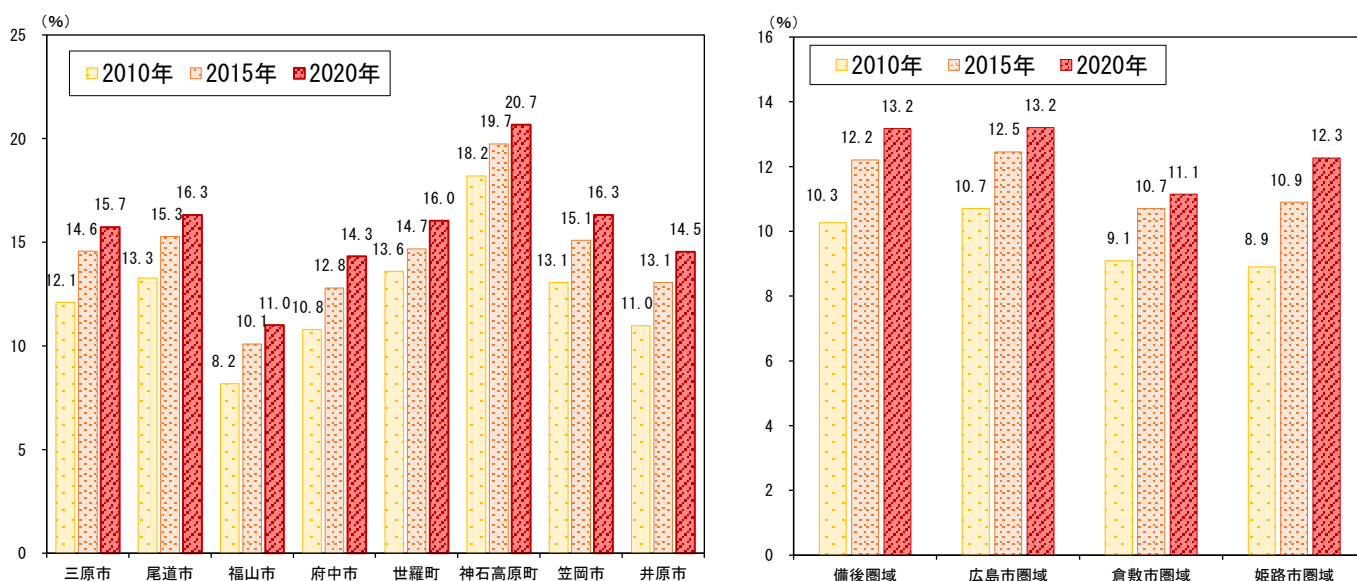 (%)
25
20
15
10
5
0
2010年 2015年 2020年
12.1 14.6 15.7
13.3 15.3 16.3
8.2 10.1 11.0
10.8 12.8 14.3
13.6 14.7 16.0
18.2 19.7 20.7
13.1 15.1 16.3
11.0 13.1 14.5
三原市 尾道市 福山市 府中市 世羅町 神石高原町 笠岡市 井原市
(%)
16
14
12
10
8
6
4
2
0
2010年 2015年 2020年
10.3 12.2 13.2
10.7 12.5 13.2
9.1 10.7 11.1
8.9 10.9 12.3
備後圏域 広島市圏域 倉敷市圏域 姫路市圏域